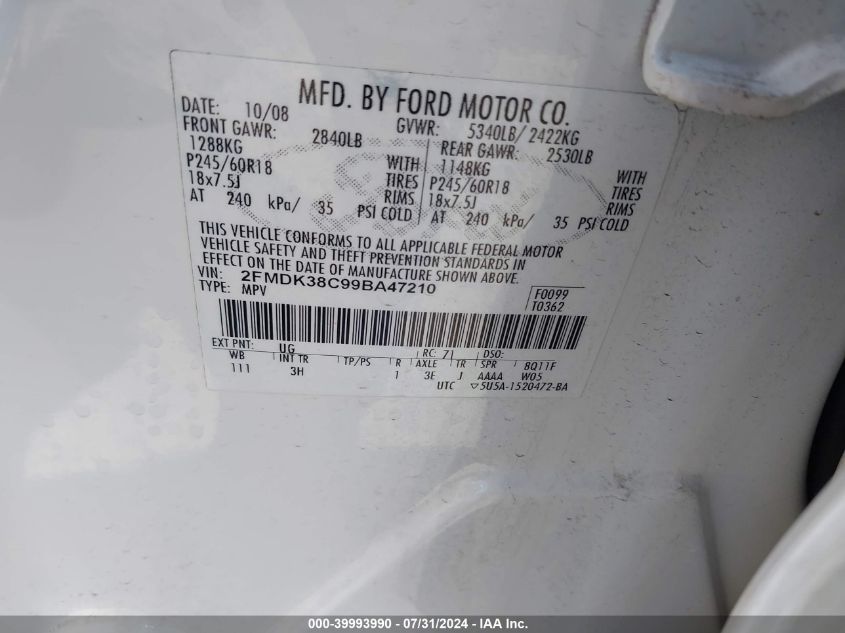 MFD. BY FORD MOTOR CO.
DATE: 10/08 GVWR: 5340LB/ 2422KG
FRONT GAWR: 2840LB REAR GAWR: 2530LB
1288KG WITH 1148KG WITH
P245/60R18 TIRES P245/60R18 TIRES
18x7.5J RIMS 18x7.5J RIMS
AT 240 kPa/ 35 PSI COLD AT 240 kPa/ 35 PSI COLD
THIS VEHICLE CONFORMS TO ALL APPLICABLE FEDERAL MOTOR
VEHICLE SAFETY AND THEFT PREVENTION STANDARDS IN
EFFECT ON THE DATE OF MANUFACTURE SHOWN ABOVE.
VIN: 2FMDK38C99BA47210 F0099
TYPE: MPV T0362
EXT PNT: UG RC: 71 DSO:
WB INT TR TP/PS R AXLE TR SPR 8Q11F
111 3H 1 3E J AAAA W05
UTC ▽5U5A-1520472-BA
000-39993990 / 07/31/2024 - IAA Inc.